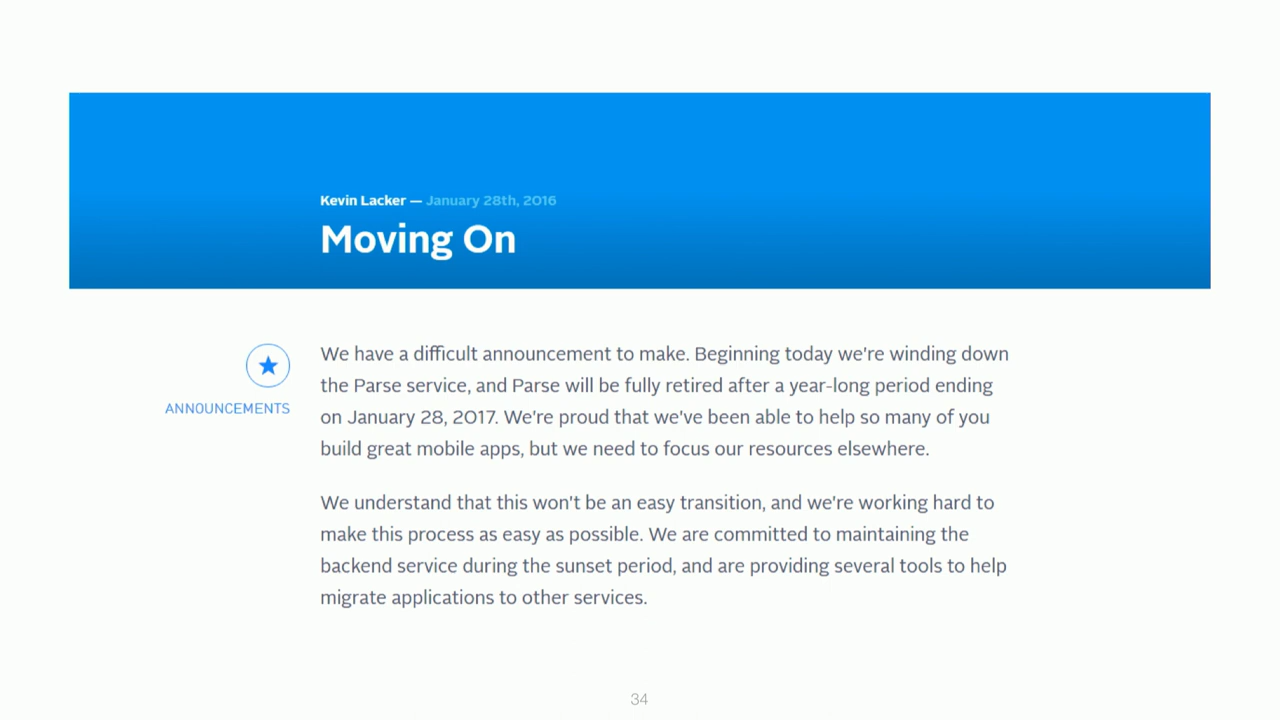 Kevin Lacker — January 28th, 2016
Moving On
We have a difficult announcement to make. Beginning today we're winding down
the Parse service, and Parse will be fully retired after a year-long period ending
on January 28, 2017. We're proud that we've been able to help so many of you
build great mobile apps, but we need to focus our resources elsewhere.
ANNOUNCEMENTS
We understand that this won't be an easy transition, and we're working hard to
make this process as easy as possible. We are committed to maintaining the
backend service during the sunset period, and are providing several tools to help
migrate applications to other services.
34